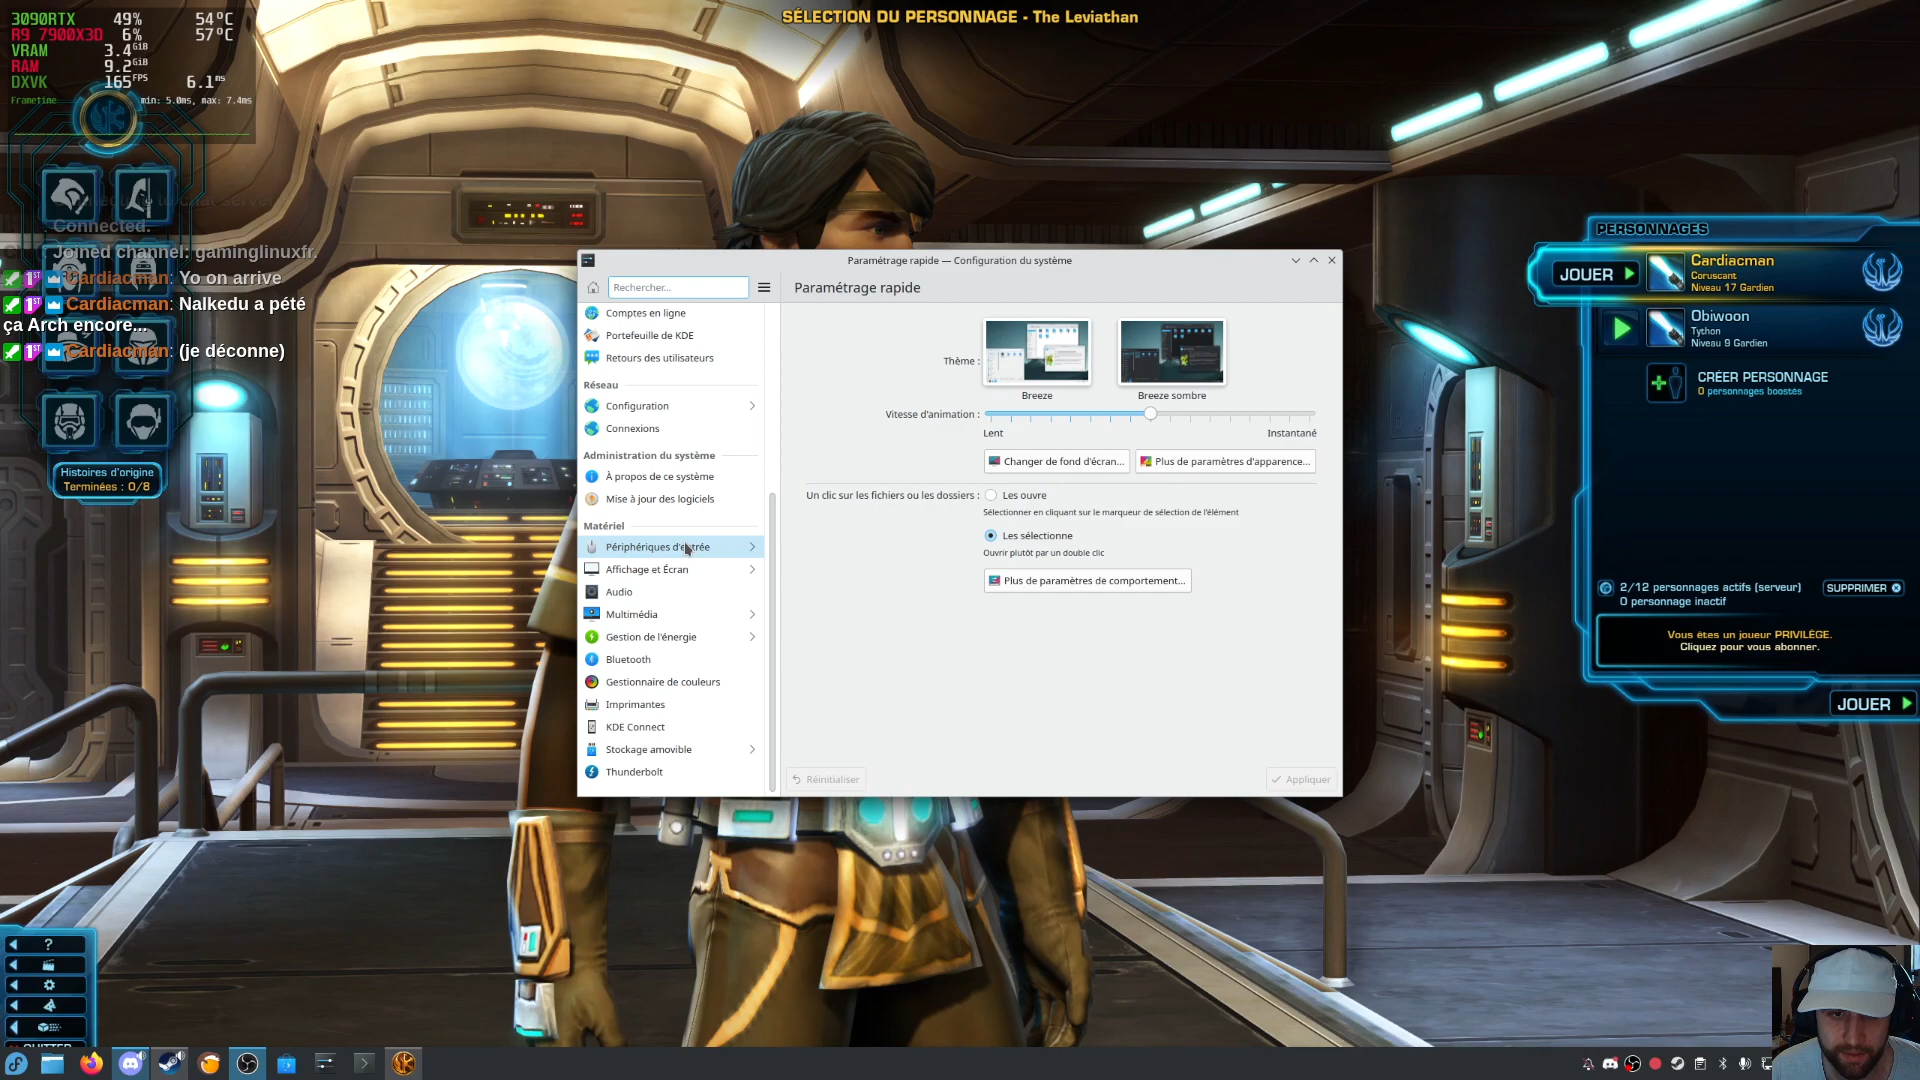 SÉLECTION DU PERSONNAGE - The Leviathan
3090RTX 49% 54°C
R9 7900X3D 6% 57°C
VRAM 3.4GiB
RAM 9.2GiB
DXVK 165FPS 6.1ms
Frametime min: 5.0ms, max: 7.4ms
Connected.
Joined channel: gaminglinuxfr.
Cardiacman: Yo on arrive
Cardiacman: Nalkedu a pété
ça Arch encore...
Cardiacman: (je déconne)
Histoires d'origine
Terminées : 0/8
Paramétrage rapide — Configuration du système
Rechercher...
Paramétrage rapide
Comptes en ligne
Portefeuille de KDE
Retours des utilisateurs
Réseau
Configuration
Connexions
Administration du système
À propos de ce système
Mise à jour des logiciels
Matériel
Périphériques d'entrée
Affichage et Écran
Audio
Multimédia
Gestion de l'énergie
Bluetooth
Gestionnaire de couleurs
Imprimantes
KDE Connect
Stockage amovible
Thunderbolt
Thème :
Breeze
Breeze sombre
Vitesse d'animation :
Lent
Instantané
Changer de fond d'écran...
Plus de paramètres d'apparence...
Un clic sur les fichiers ou les dossiers :
Les ouvre
Sélectionner en cliquant sur le marqueur de sélection de l'élément
Les sélectionne
Ouvrir plutôt par un double clic
Plus de paramètres de comportement...
Réinitialiser
Appliquer
PERSONNAGES
JOUER
Cardiacman
Coruscant
Niveau 17 Gardien
Obiwoon
Tython
Niveau 9 Gardien
CRÉER PERSONNAGE
0 personnages boostés
2/12 personnages actifs (serveur)
0 personnage inactif
SUPPRIMER
Vous êtes un joueur PRIVILÈGE.
Cliquez pour vous abonner.
JOUER
?
QUITTER